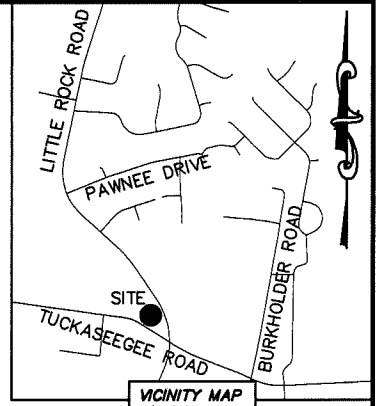 LITTLE ROCK ROAD
PAWNEE DRIVE
BURKHOLDER ROAD
SITE
TUCKASEEGEE ROAD
VICINITY MAP